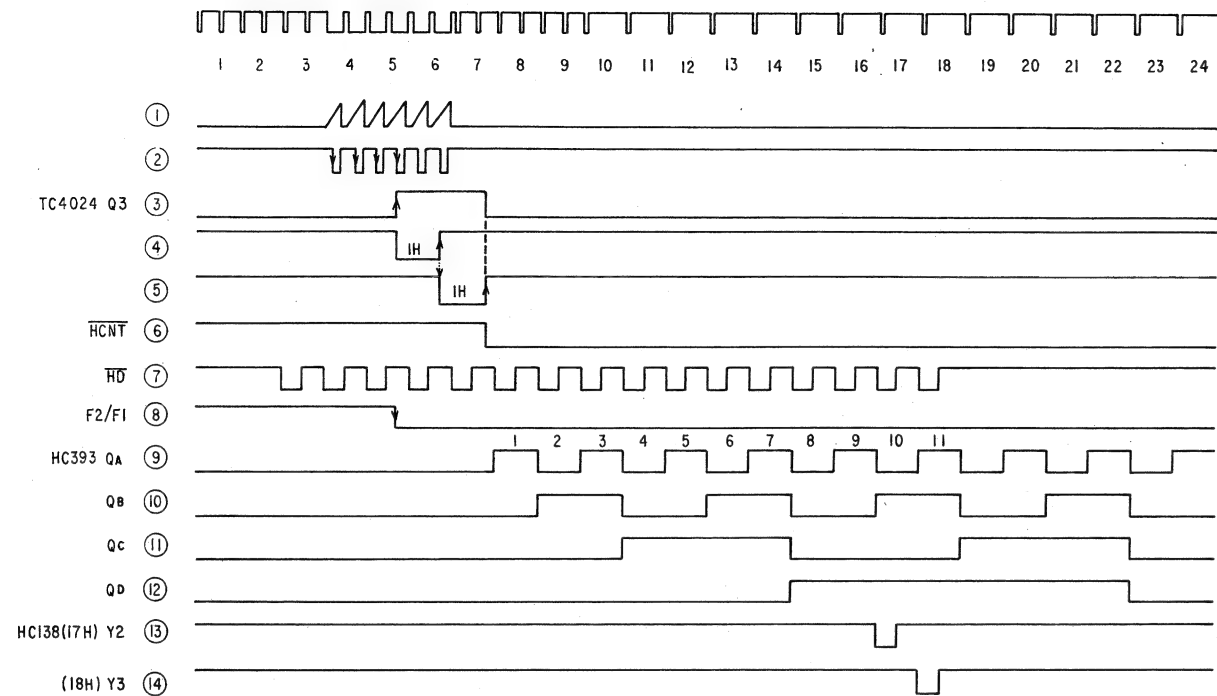 1 2 3 4 5 6 7 8 9 10 11 12 13 14 15 16 17 18 19 20 21 22 23 24
①
②
TC4024 Q3 ③
④ 1H
⑤ 1H
HCNT ⑥
HD ⑦
F2/F1 ⑧
1 2 3 4 5 6 7 8 9 10 11
HC393 QA ⑨
QB ⑩
QC ⑪
QD ⑫
HC138(17H) Y2 ⑬
(18H) Y3 ⑭